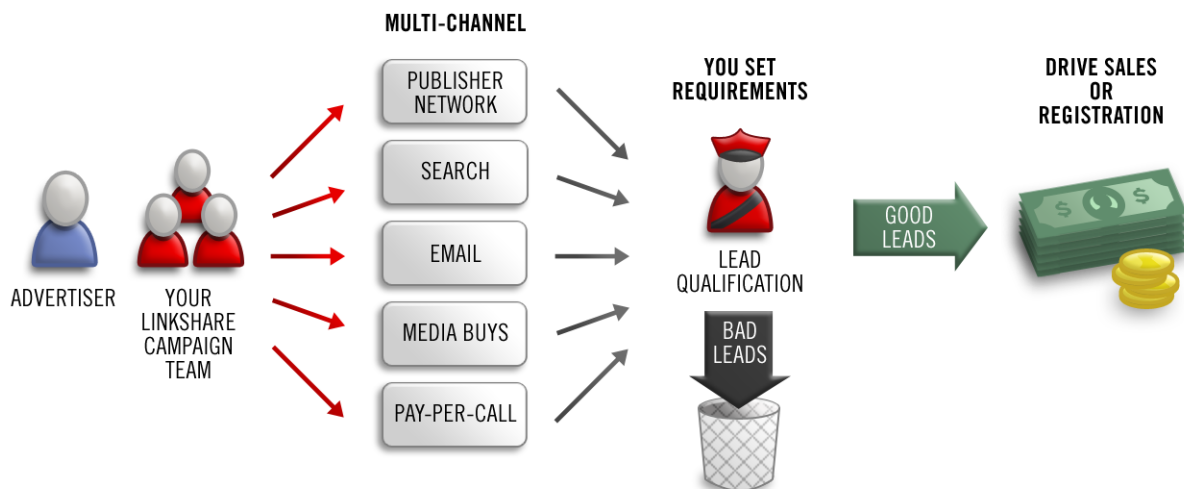 MULTI-CHANNEL
PUBLISHER
NETWORK
SEARCH
EMAIL
MEDIA BUYS
PAY-PER-CALL
ADVERTISER
YOUR
LINKSHARE
CAMPAIGN
TEAM
YOU SET
REQUIREMENTS
LEAD
QUALIFICATION
BAD
LEADS
GOOD
LEADS
DRIVE SALES
OR
REGISTRATION
$ $